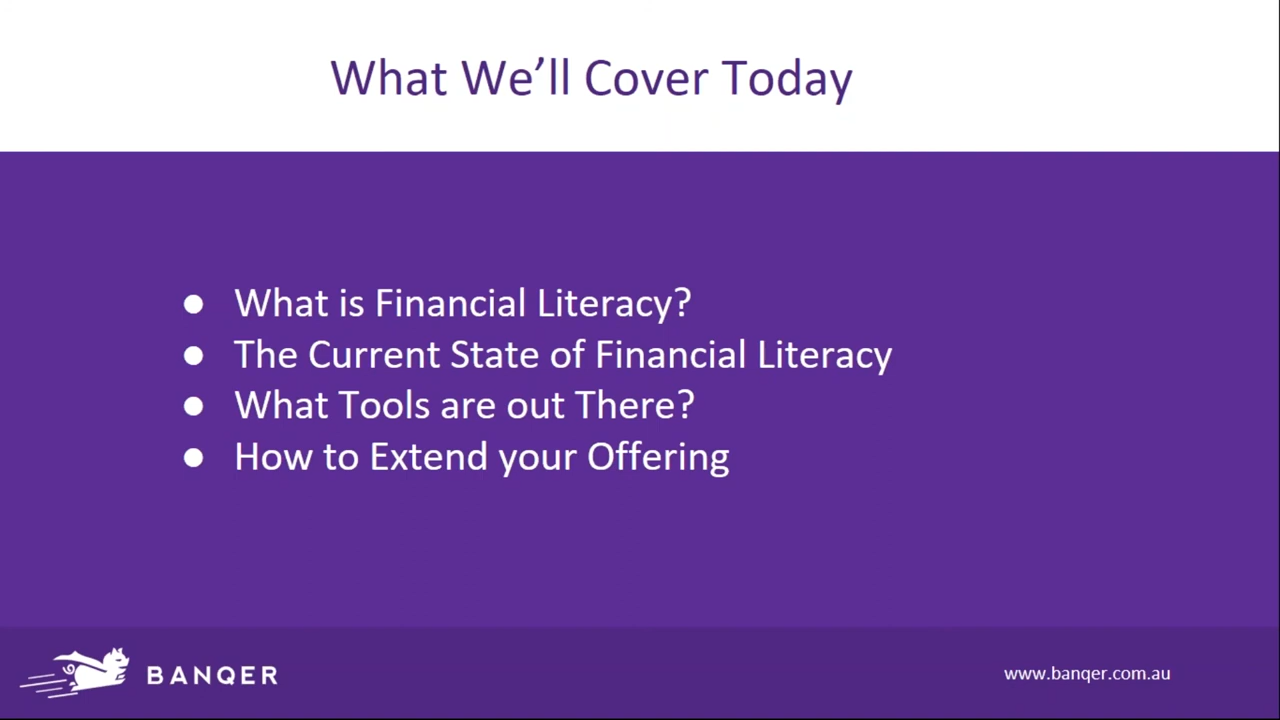 What We’ll Cover Today
● What is Financial Literacy?
● The Current State of Financial Literacy
● What Tools are out There?
● How to Extend your Offering
BANQER
www.banqer.com.au